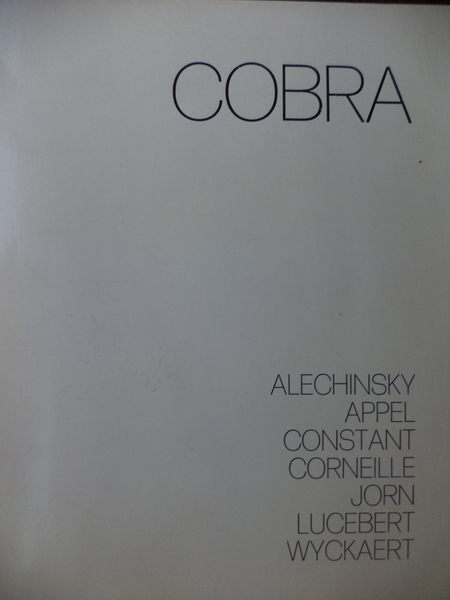 COBRA
ALECHINSKY
APPEL
CONSTANT
CORNEILLE
JORN
LUCEBERT
WYCKAERT